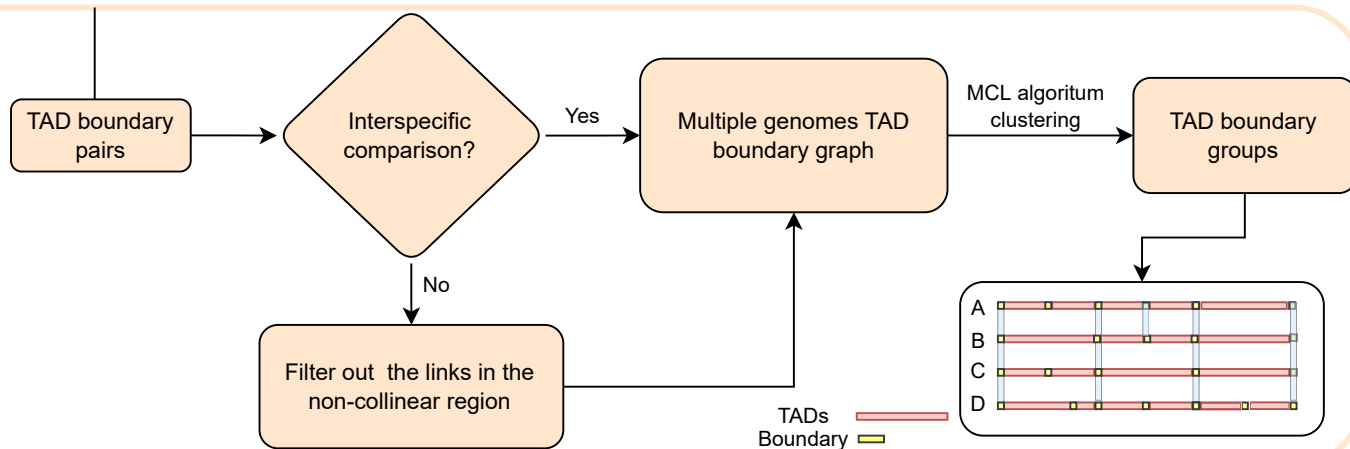 TAD boundary
pairs
Interspecific
comparison?
Yes
No
Filter out the links in the
non-collinear region
Multiple genomes TAD
boundary graph
MCL algoritum
clustering
TAD boundary
groups
A
B
C
D
TADs
Boundary